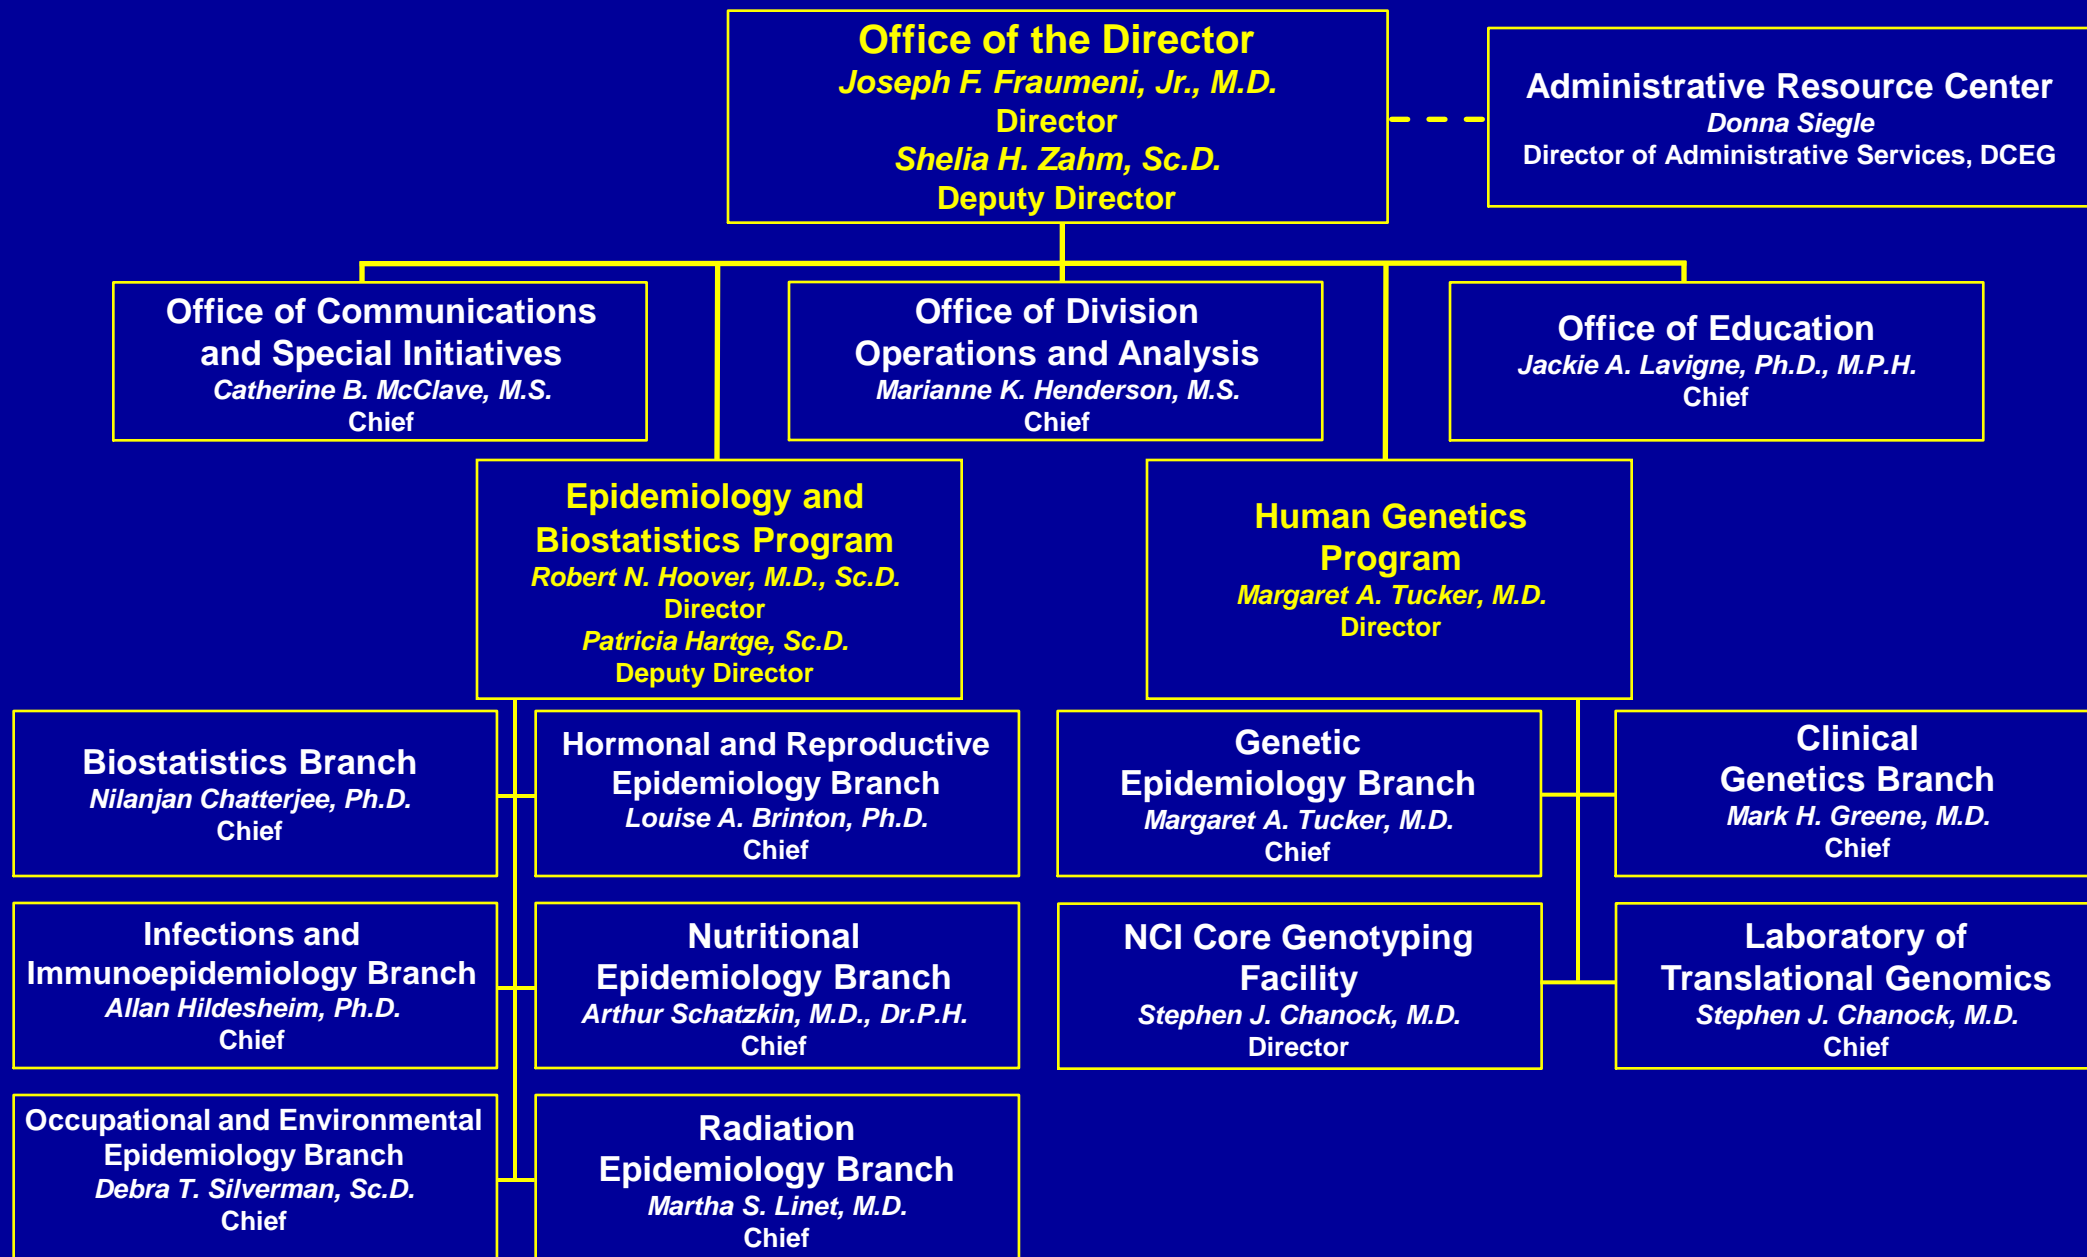 Office of the Director
Joseph F. Fraumeni, Jr., M.D.
Director
Shelia H. Zahm, Sc.D.
Deputy Director
Administrative Resource Center
Donna Siegle
Director of Administrative Services, DCEG
Office of Communications
and Special Initiatives
Catherine B. McClave, M.S.
Chief
Office of Division
Operations and Analysis
Marianne K. Henderson, M.S.
Chief
Office of Education
Jackie A. Lavigne, Ph.D., M.P.H.
Chief
Epidemiology and
Biostatistics Program
Robert N. Hoover, M.D., Sc.D.
Director
Patricia Hartge, Sc.D.
Deputy Director
Human Genetics
Program
Margaret A. Tucker, M.D.
Director
Biostatistics Branch
Nilanjan Chatterjee, Ph.D.
Chief
Hormonal and Reproductive
Epidemiology Branch
Louise A. Brinton, Ph.D.
Chief
Genetic
Epidemiology Branch
Margaret A. Tucker, M.D.
Chief
Clinical
Genetics Branch
Mark H. Greene, M.D.
Chief
Infections and
Immunoepidemiology Branch
Allan Hildesheim, Ph.D.
Chief
Nutritional
Epidemiology Branch
Arthur Schatzkin, M.D., Dr.P.H.
Chief
NCI Core Genotyping
Facility
Stephen J. Chanock, M.D.
Director
Laboratory of
Translational Genomics
Stephen J. Chanock, M.D.
Chief
Occupational and Environmental
Epidemiology Branch
Debra T. Silverman, Sc.D.
Chief
Radiation
Epidemiology Branch
Martha S. Linet, M.D.
Chief